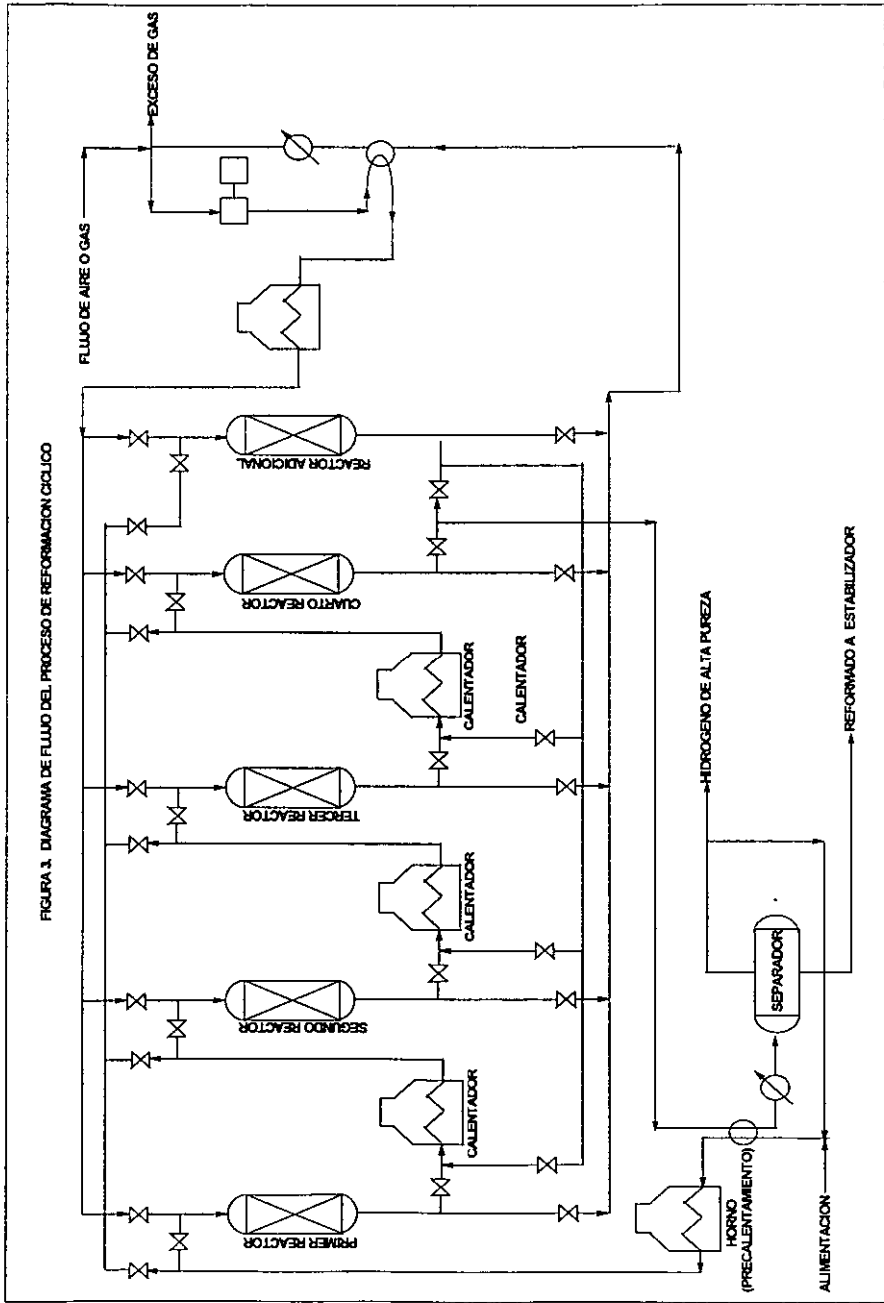 FIGURA 3. DIAGRAMA DE FLUJO DEL PROCESO DE REFORMACION CICLICO
FLUJO DE AIRE O GAS
EXCESO DE GAS
PRIMER REACTOR
SEGUNDO REACTOR
TERCER REACTOR
CUARTO REACTOR
REACTOR ADICIONAL
CALENTADOR
CALENTADOR
CALENTADOR
CALENTADOR
HORNO
(PRECALENTAMIENTO)
ALIMENTACION
SEPARADOR
HIDROGENO DE ALTA PUREZA
REFORMADO A ESTABILIZADOR